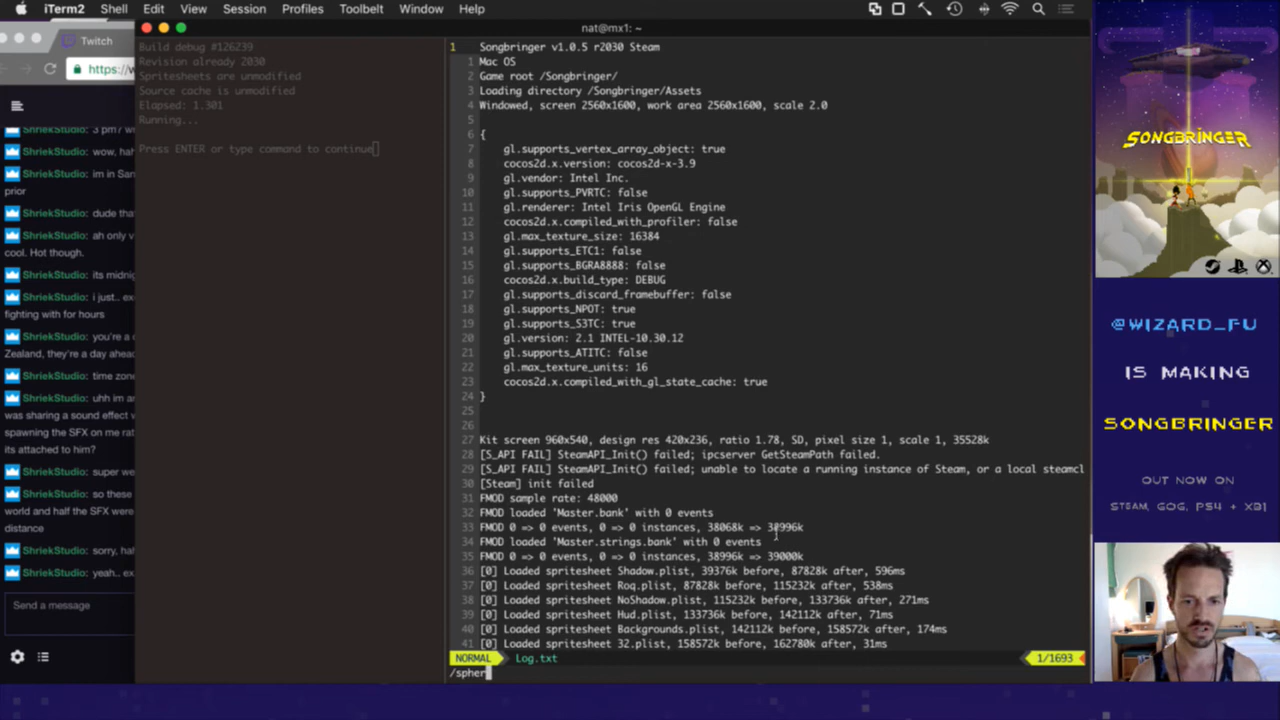 iTerm2 Shell Edit View Session Profiles Toolbelt Window Help
nat@mx1: ~
Twitch
https://w
3 pm? w
ShriekStudio: wow, hah
ShriekStudio: im in San
prior
ShriekStudio: dude tha
ShriekStudio: ah only v
cool. Hot though.
ShriekStudio: its midnig
ShriekStudio: i just.. ex
fighting with for hours
ShriekStudio: you're a d
Zealand, they're a day ahead
ShriekStudio: time zone
ShriekStudio: uhh im a
was sharing a sound effect w
spawning the SFX on me rat
its attached to him?
ShriekStudio: super we
ShriekStudio: so these
world and half the SFX were
distance
ShriekStudio: sorry, hah
ShriekStudio: yeah.. ex
Send a message
Build debug #126239
Revision already 2030
Spritesheets are unmodified
Source cache is unmodified
Elapsed: 1.301
Running...
Press ENTER or type command to continue
1 Songbringer v1.0.5 r2030 Steam
1 Mac OS
2 Game root /Songbringer/
3 Loading directory /Songbringer/Assets
4 Windowed, screen 2560x1600, work area 2560x1600, scale 2.0
5
6 {
7 gl.supports_vertex_array_object: true
8 cocos2d.x.version: cocos2d-x-3.9
9 gl.vendor: Intel Inc.
10 gl.supports_PVRTC: false
11 gl.renderer: Intel Iris OpenGL Engine
12 cocos2d.x.compiled_with_profiler: false
13 gl.max_texture_size: 16384
14 gl.supports_ETC1: false
15 gl.supports_BGRA8888: false
16 cocos2d.x.build_type: DEBUG
17 gl.supports_discard_framebuffer: false
18 gl.supports_NPOT: true
19 gl.supports_S3TC: true
20 gl.version: 2.1 INTEL-10.30.12
21 gl.supports_ATITC: false
22 gl.max_texture_units: 16
23 cocos2d.x.compiled_with_gl_state_cache: true
24 }
25
26
27 Kit screen 960x540, design res 420x236, ratio 1.78, SD, pixel size 1, scale 1, 35528k
28 [S_API FAIL] SteamAPI_Init() failed; ipcserver GetSteamPath failed.
29 [S_API FAIL] SteamAPI_Init() failed; unable to locate a running instance of Steam, or a local steamcl
30 [Steam] init failed
31 FMOD sample rate: 48000
32 FMOD loaded 'Master.bank' with 0 events
33 FMOD 0 => 0 events, 0 => 0 instances, 38068k => 38996k
34 FMOD loaded 'Master.strings.bank' with 0 events
35 FMOD 0 => 0 events, 0 => 0 instances, 38996k => 39000k
36 [0] Loaded spritesheet Shadow.plist, 39376k before, 87828k after, 596ms
37 [0] Loaded spritesheet Roq.plist, 87828k before, 115232k after, 538ms
38 [0] Loaded spritesheet NoShadow.plist, 115232k before, 133736k after, 271ms
39 [0] Loaded spritesheet Hud.plist, 133736k before, 142112k after, 71ms
40 [0] Loaded spritesheet Backgrounds.plist, 142112k before, 158572k after, 174ms
41 [0] Loaded spritesheet 32.plist, 158572k before, 162780k after, 31ms
NORMAL Log.txt 1/1693
/spher
SONGBRINGER
@WIZARD_FU
IS MAKING
SONGBRINGER
OUT NOW ON
STEAM, GOG, PS4 + XB1